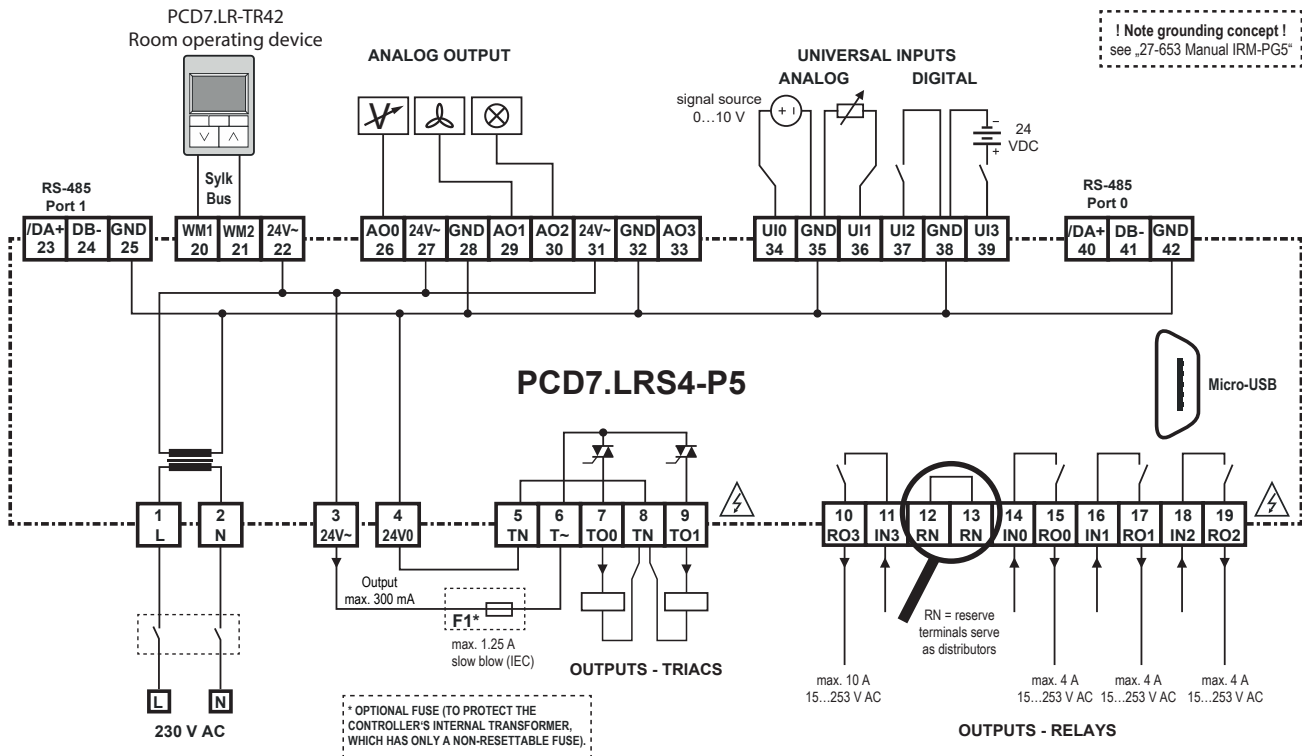 PCD7.LR-TR42
Room operating device
ANALOG OUTPUT
UNIVERSAL INPUTS
ANALOG
DIGITAL
! Note grounding concept !
see „27-653 Manual IRM-PG5“
signal source
0...10 V
24
VDC
+
−
+
Sylk
Bus
RS-485
Port 1
RS-485
Port 0
/DA+ DB- GND
23 24 25
WM1 WM2 24V~
20 21 22
AO0 24V~ GND AO1 AO2 24V~ GND AO3
26 27 28 29 30 31 32 33
UI0 GND UI1 UI2 GND UI3
34 35 36 37 38 39
/DA+ DB- GND
40 41 42
PCD7.LRS4-P5
Micro-USB
1 2 3 4 5 6 7 8 9
L N 24V~ 24V0 TN T~ TO0 TN TO1
10 11 12 13 14 15 16 17 18 19
RO3 IN3 RN RN IN0 RO0 IN1 RO1 IN2 RO2
Output
max. 300 mA
F1*
max. 1.25 A
slow blow (IEC)
OUTPUTS - TRIACS
RN = reserve
terminals serve
as distributors
max. 10 A
15...253 V AC
max. 4 A
15...253 V AC
max. 4 A
15...253 V AC
max. 4 A
15...253 V AC
OUTPUTS - RELAYS
L N
230 V AC
* OPTIONAL FUSE (TO PROTECT THE
CONTROLLER'S INTERNAL TRANSFORMER,
WHICH HAS ONLY A NON-RESETTABLE FUSE).